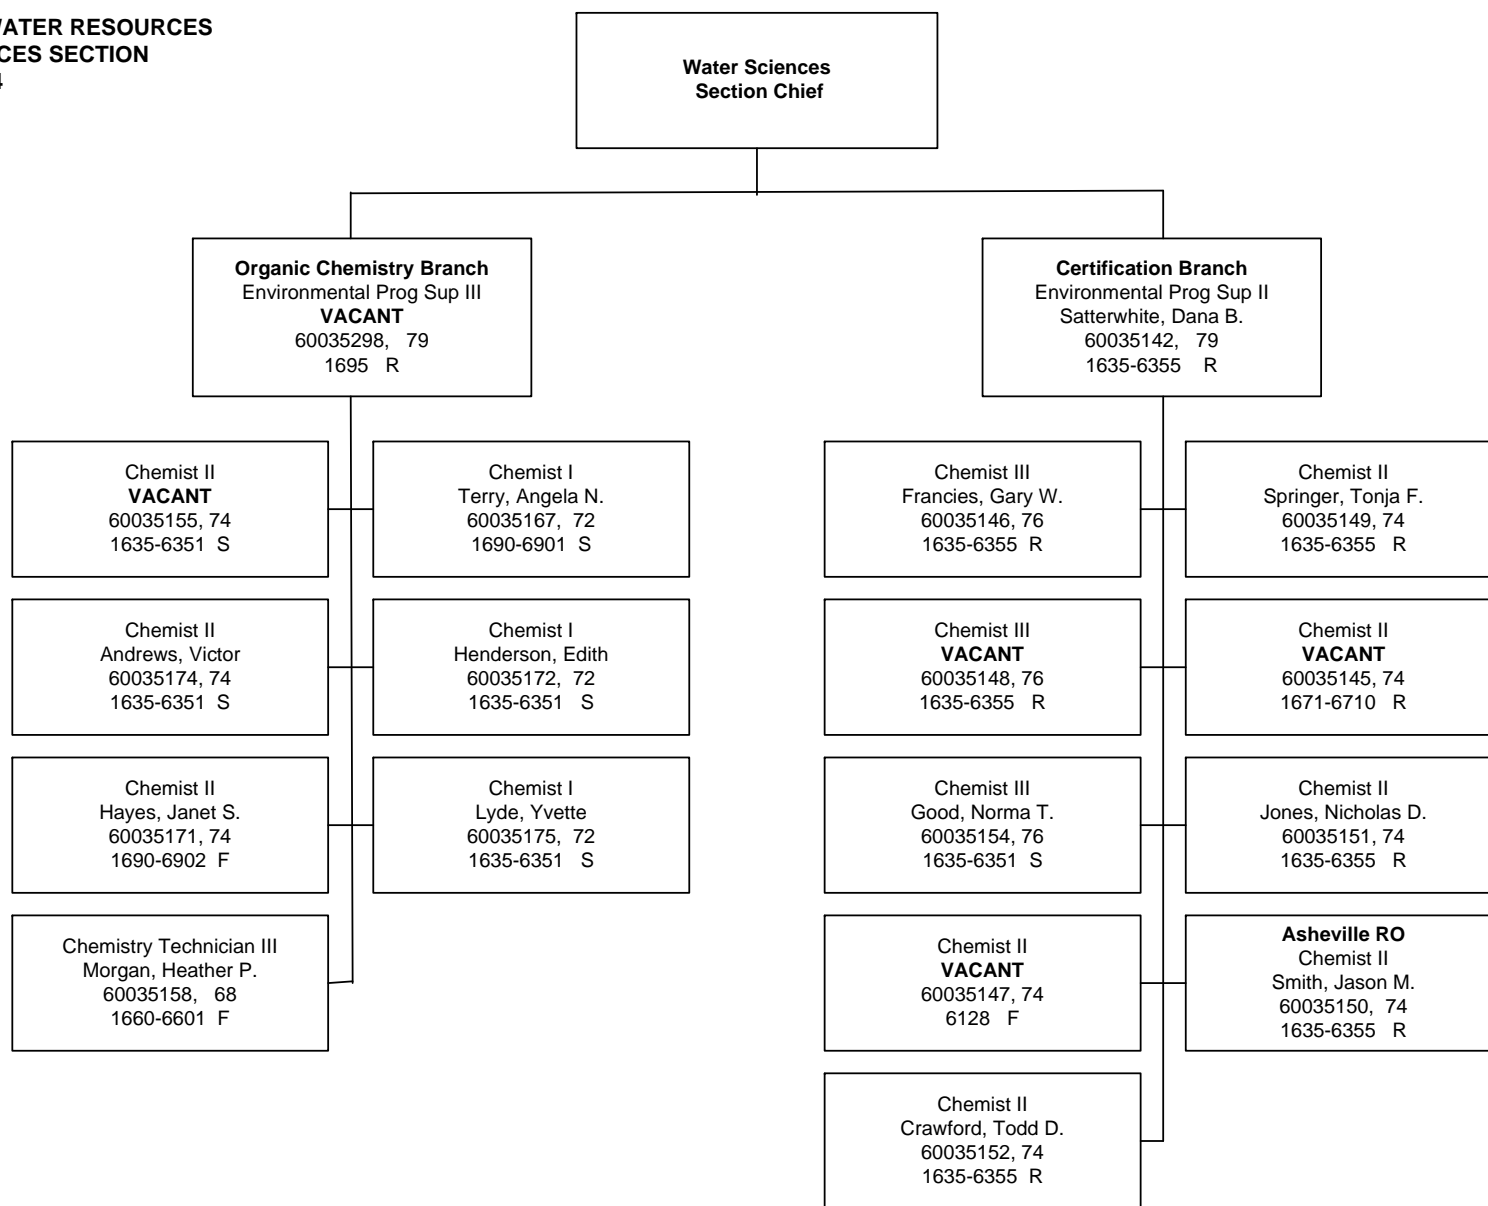 WATER RESOURCES
CES SECTION
4
Water Sciences
Section Chief
Organic Chemistry Branch
Environmental Prog Sup III
VACANT
60035298, 79
1695 R
Certification Branch
Environmental Prog Sup II
Satterwhite, Dana B.
60035142, 79
1635-6355 R
Chemist II
VACANT
60035155, 74
1635-6351 S
Chemist I
Terry, Angela N.
60035167, 72
1690-6901 S
Chemist II
Andrews, Victor
60035174, 74
1635-6351 S
Chemist I
Henderson, Edith
60035172, 72
1635-6351 S
Chemist II
Hayes, Janet S.
60035171, 74
1690-6902 F
Chemist I
Lyde, Yvette
60035175, 72
1635-6351 S
Chemistry Technician III
Morgan, Heather P.
60035158, 68
1660-6601 F
Chemist III
Francies, Gary W.
60035146, 76
1635-6355 R
Chemist II
Springer, Tonja F.
60035149, 74
1635-6355 R
Chemist III
VACANT
60035148, 76
1635-6355 R
Chemist II
VACANT
60035145, 74
1671-6710 R
Chemist III
Good, Norma T.
60035154, 76
1635-6351 S
Chemist II
Jones, Nicholas D.
60035151, 74
1635-6355 R
Chemist II
VACANT
60035147, 74
6128 F
Asheville RO
Chemist II
Smith, Jason M.
60035150, 74
1635-6355 R
Chemist II
Crawford, Todd D.
60035152, 74
1635-6355 R